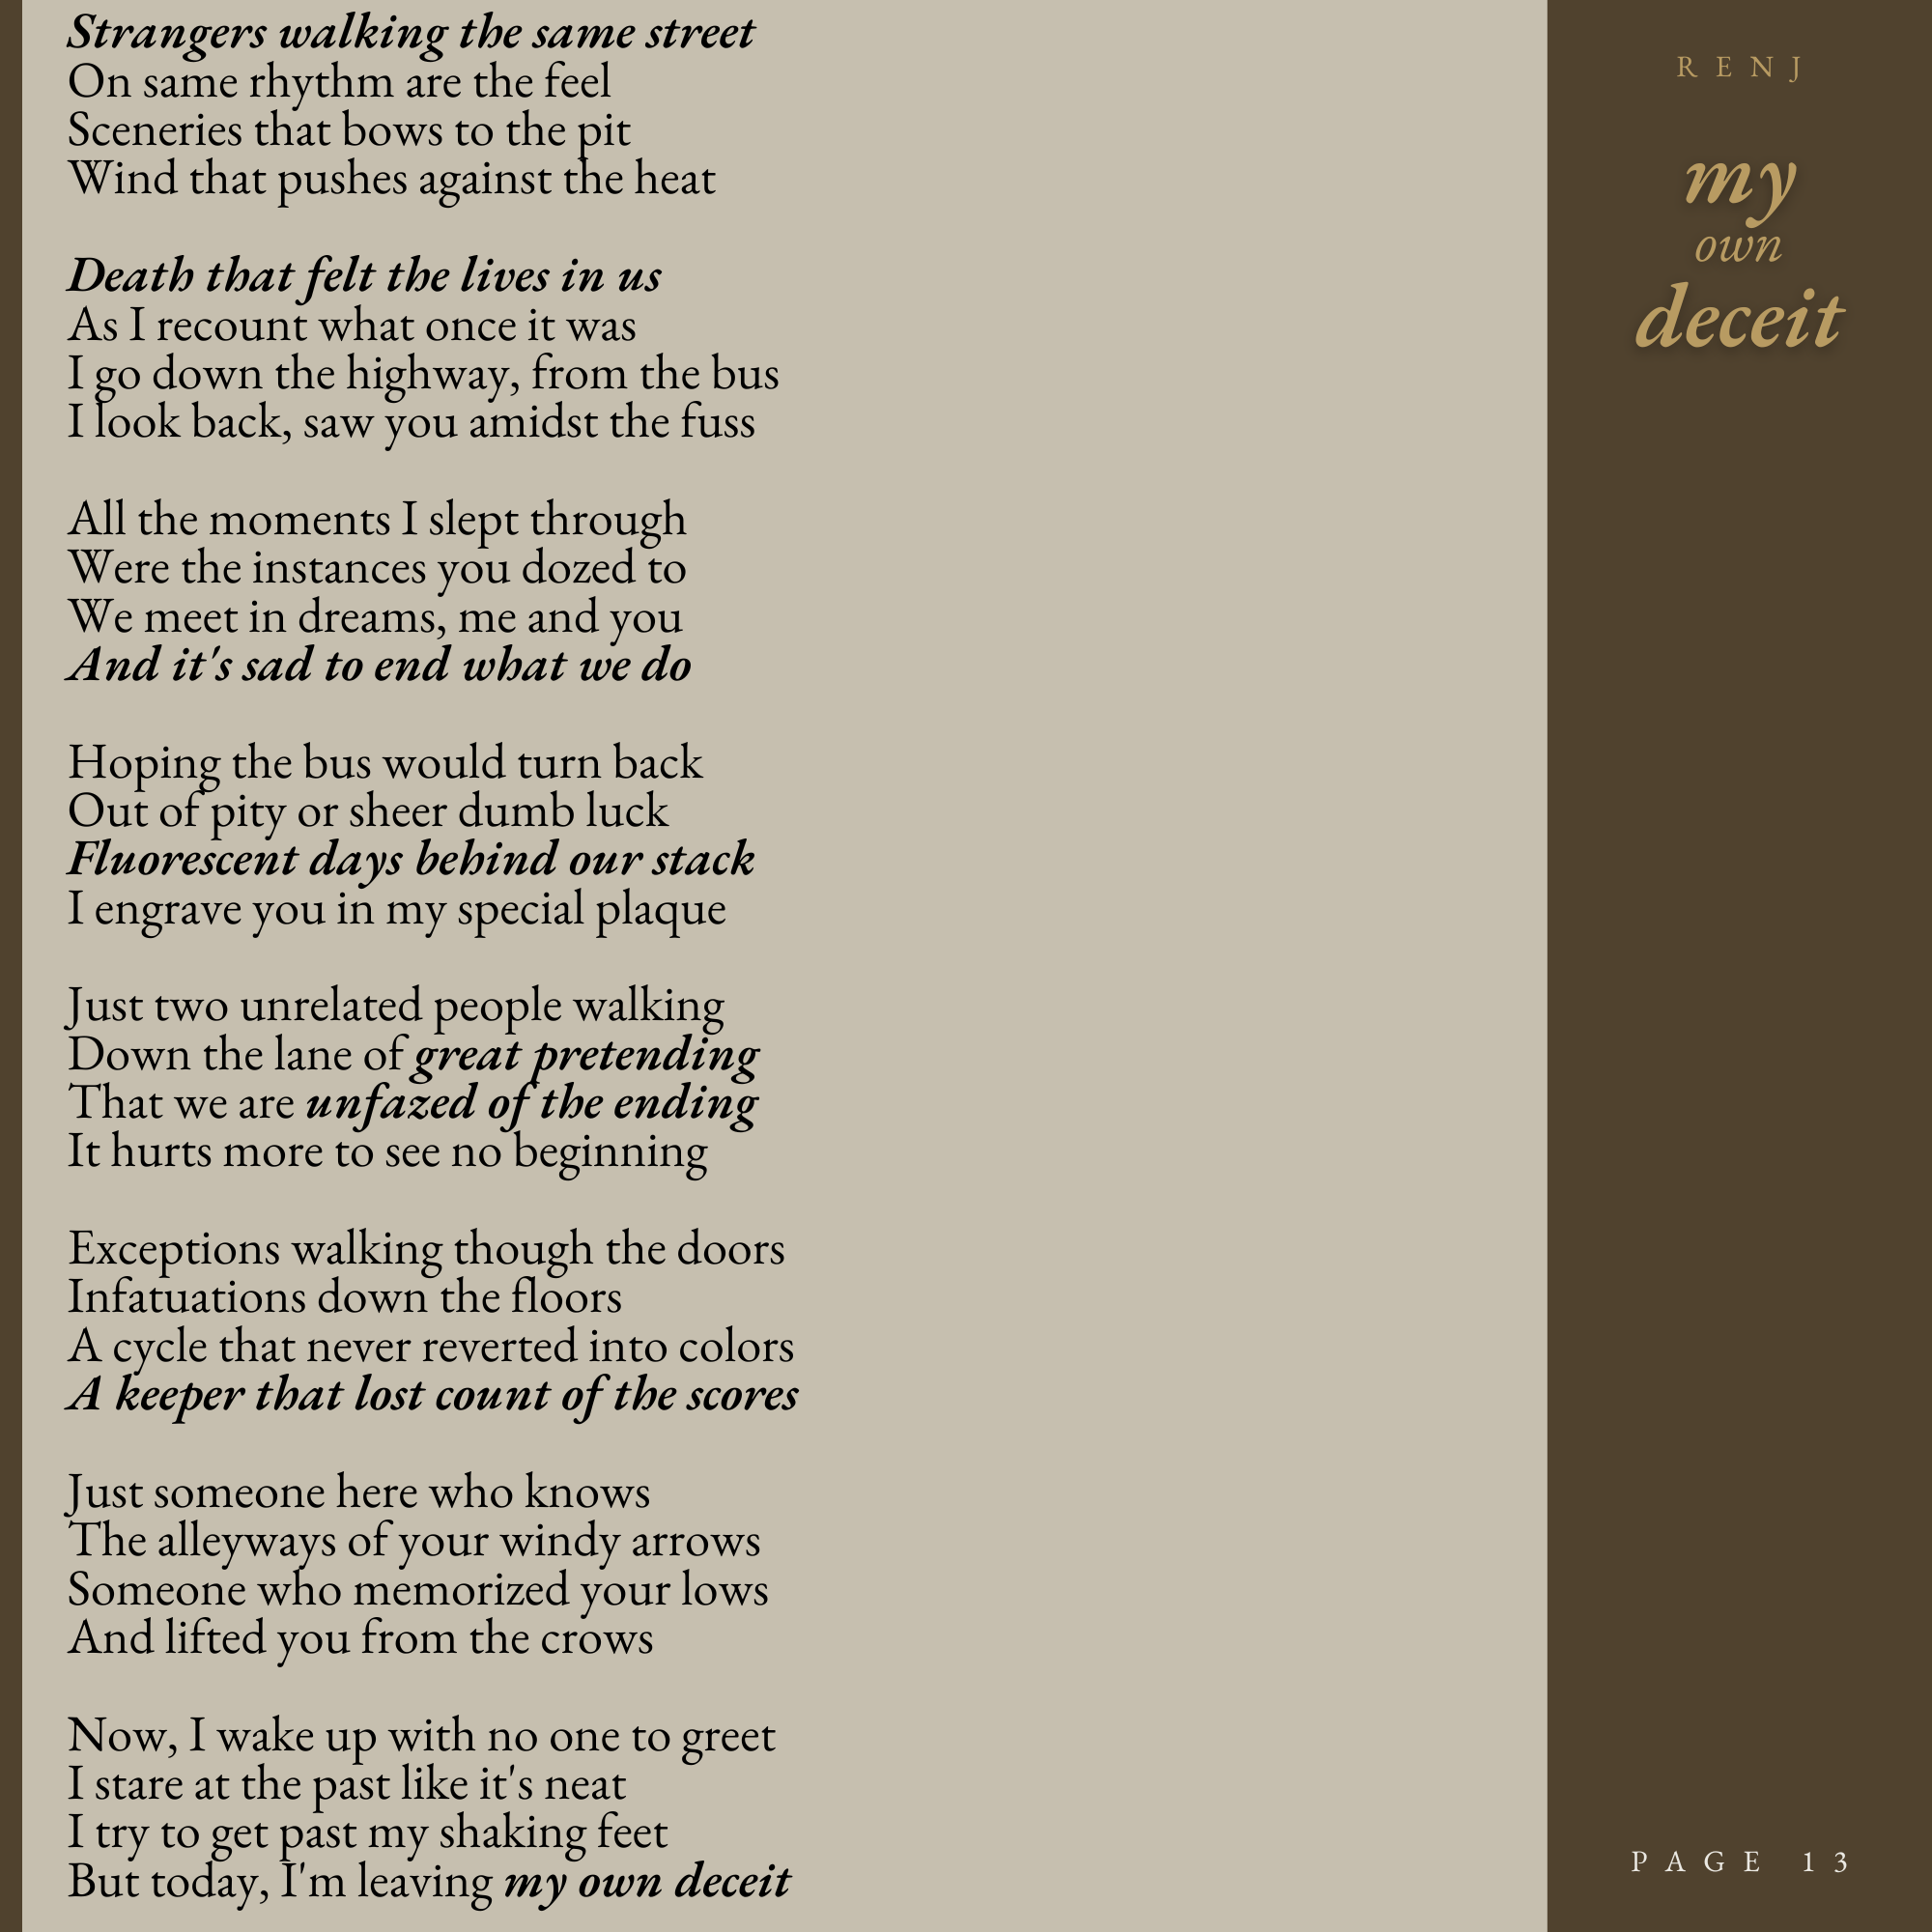 Strangers walking the same street
On same rhythm are the feel
Sceneries that bows to the pit
Wind that pushes against the heat
Death that felt the lives in us
As I recount what once it was
I go down the highway, from the bus
I look back, saw you amidst the fuss
All the moments I slept through
Were the instances you dozed to
We meet in dreams, me and you
And it's sad to end what we do
Hoping the bus would turn back
Out of pity or sheer dumb luck
Fluorescent days behind our stack
I engrave you in my special plaque
Just two unrelated people walking
Down the lane of great pretending
That we are unfazed of the ending
It hurts more to see no beginning
Exceptions walking though the doors
Infatuations down the floors
A cycle that never reverted into colors
A keeper that lost count of the scores
Just someone here who knows
The alleyways of your windy arrows
Someone who memorized your lows
And lifted you from the crows
Now, I wake up with no one to greet
I stare at the past like it's neat
I try to get past my shaking feet
But today, I'm leaving my own deceit
RENJ
my
own
deceit
PAGE 13